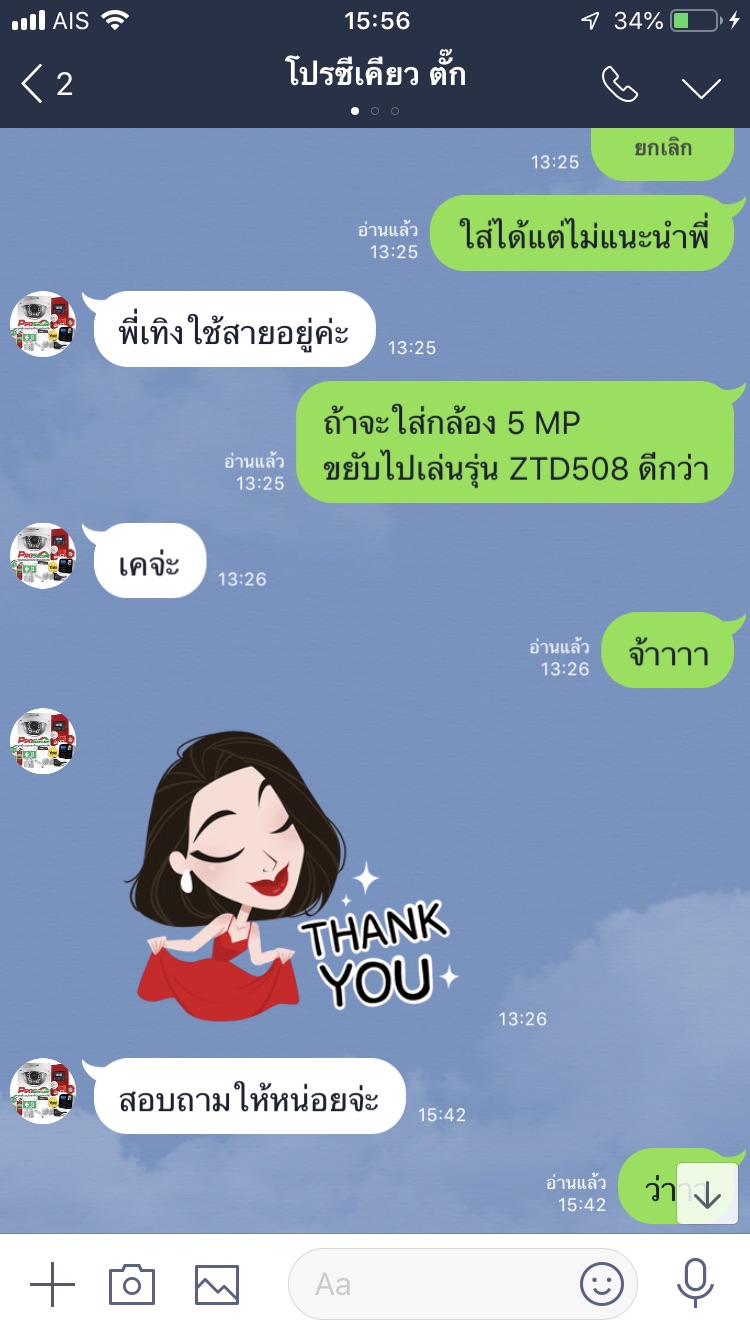 AIS
15:56
34%
2
โปรซีเคียว ตั๊ก
ยกเลิก
13:25
ใส่ได้แต่ไม่แนะนำพี่
อ่านแล้ว
13:25
พี่เทิงใช้สายอยู่ค่ะ
13:25
ถ้าจะใส่กล้อง 5 MP
ขยับไปเล่นรุ่น ZTD508 ดีกว่า
อ่านแล้ว
13:25
เคจ่ะ
13:26
จ้าาาา
อ่านแล้ว
13:26
THANK
YOU
13:26
สอบถามให้หน่อยจ่ะ
15:42
อ่านแล้ว
15:42
Aa